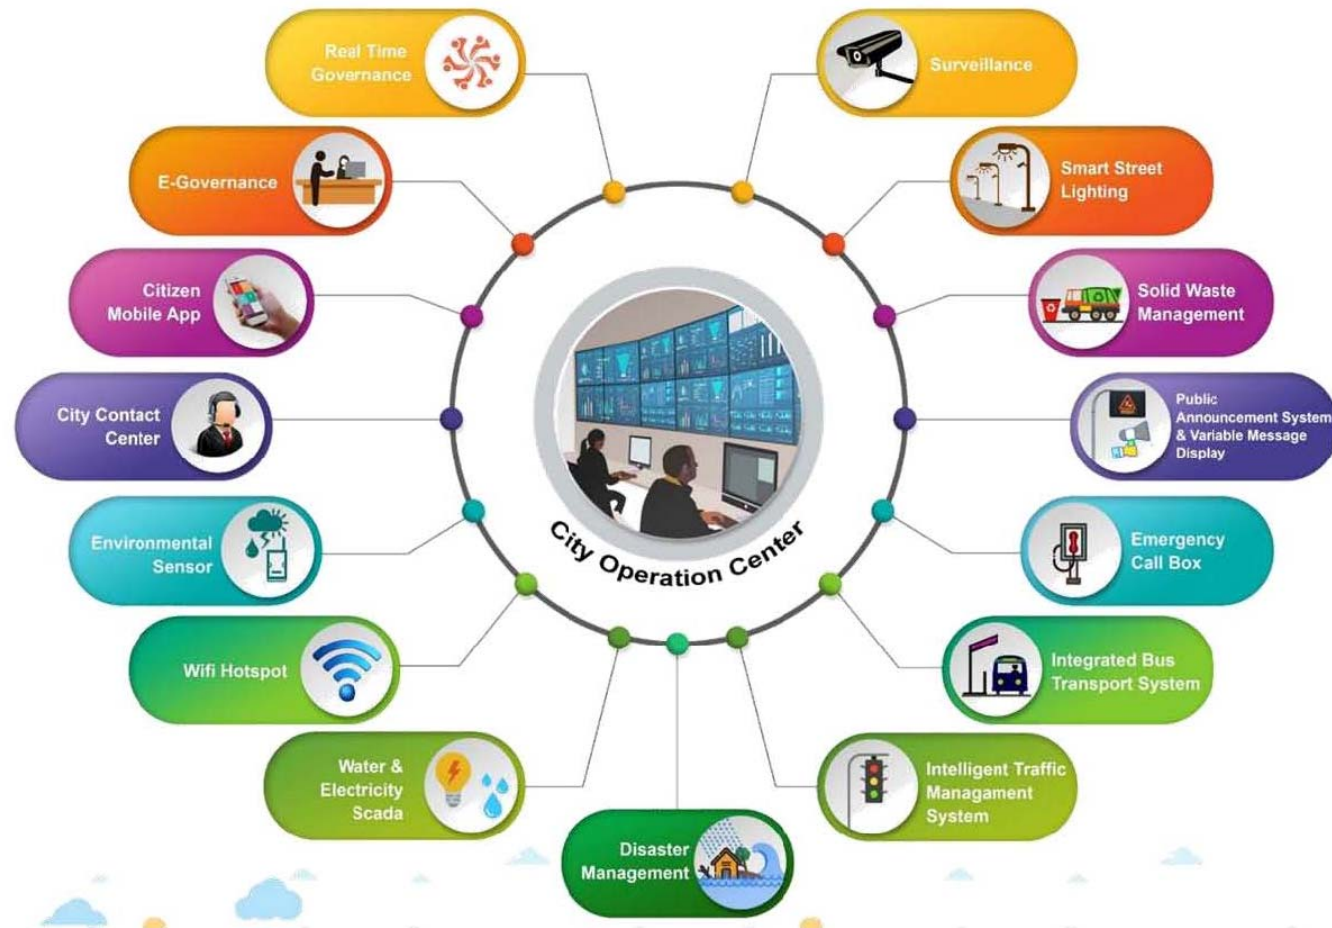 Real Time
Governance
Surveillance
E-Governance
Smart Street
Lighting
Citizen
Mobile App
Solid Waste
Management
City Contact
Center
Public
Announcement System
& Variable Message
Display
Environmental
Sensor
Emergency
Call Box
City Operation Center
Wifi Hotspot
Integrated Bus
Transport System
Water &
Electricity
Scada
Intelligent Traffic
Managament
System
Disaster
Management